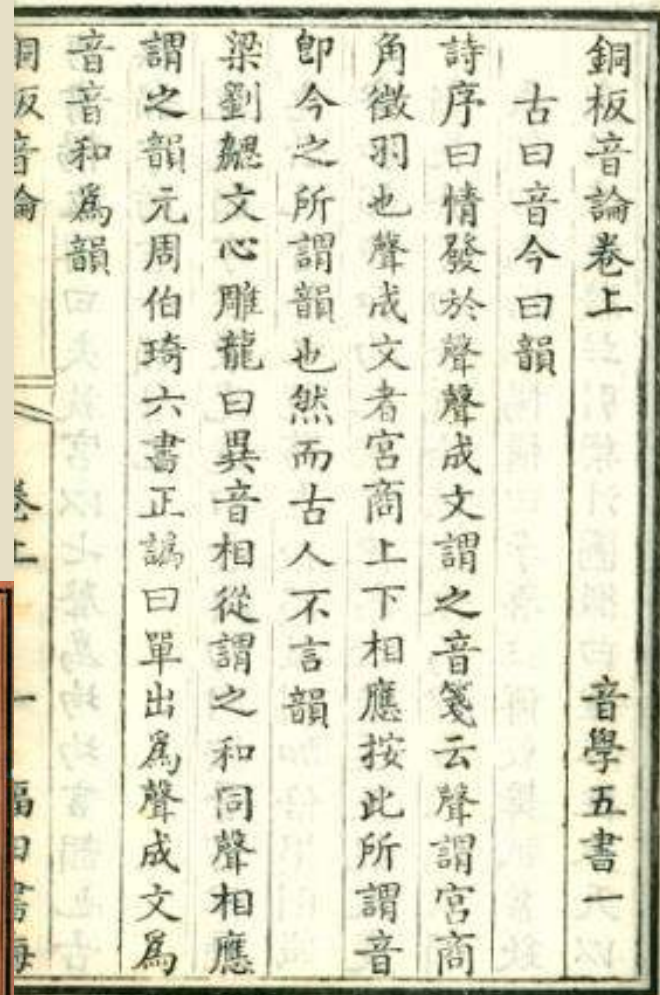 銅板音論卷上 音學五書一
古曰音今曰韻
詩序曰情發於聲聲成文謂之音箋云聲謂宮商
角徵羽也聲成文者宮商上下相應按此所謂音
卽今之所謂韻也然而古人不言韻
梁劉勰文心雕龍曰異音相從謂之和同聲相應
謂之韻元周伯琦六書正譌曰單出爲聲成文爲
音音和爲韻
銅板音論 卷上 一 福田書海